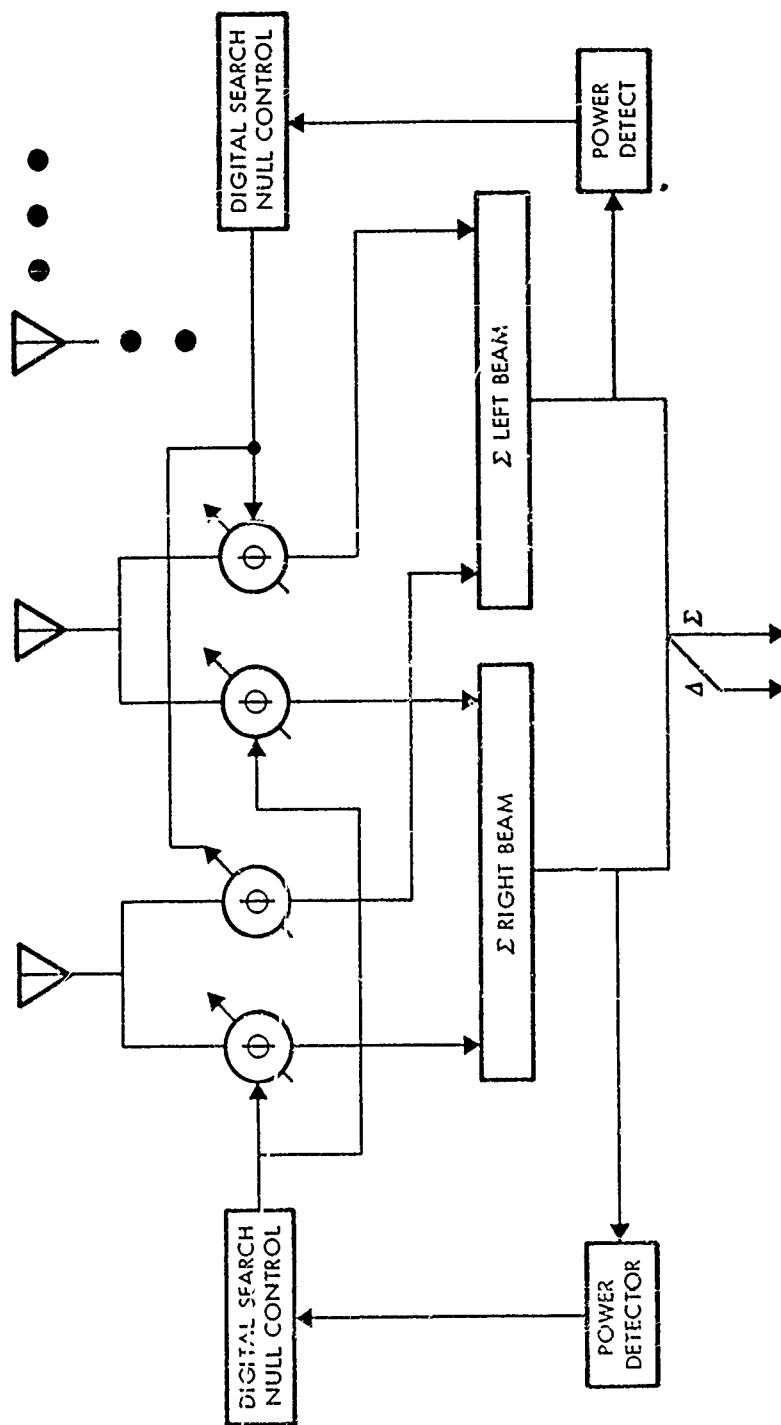 DIGITAL SEARCH
NULL CONTROL
DIGITAL SEARCH
NULL CONTROL
Φ
Φ
Φ
Φ
Σ RIGHT BEAM
Σ LEFT BEAM
POWER
DETECTOR
POWER
DETECT
Δ
Σ